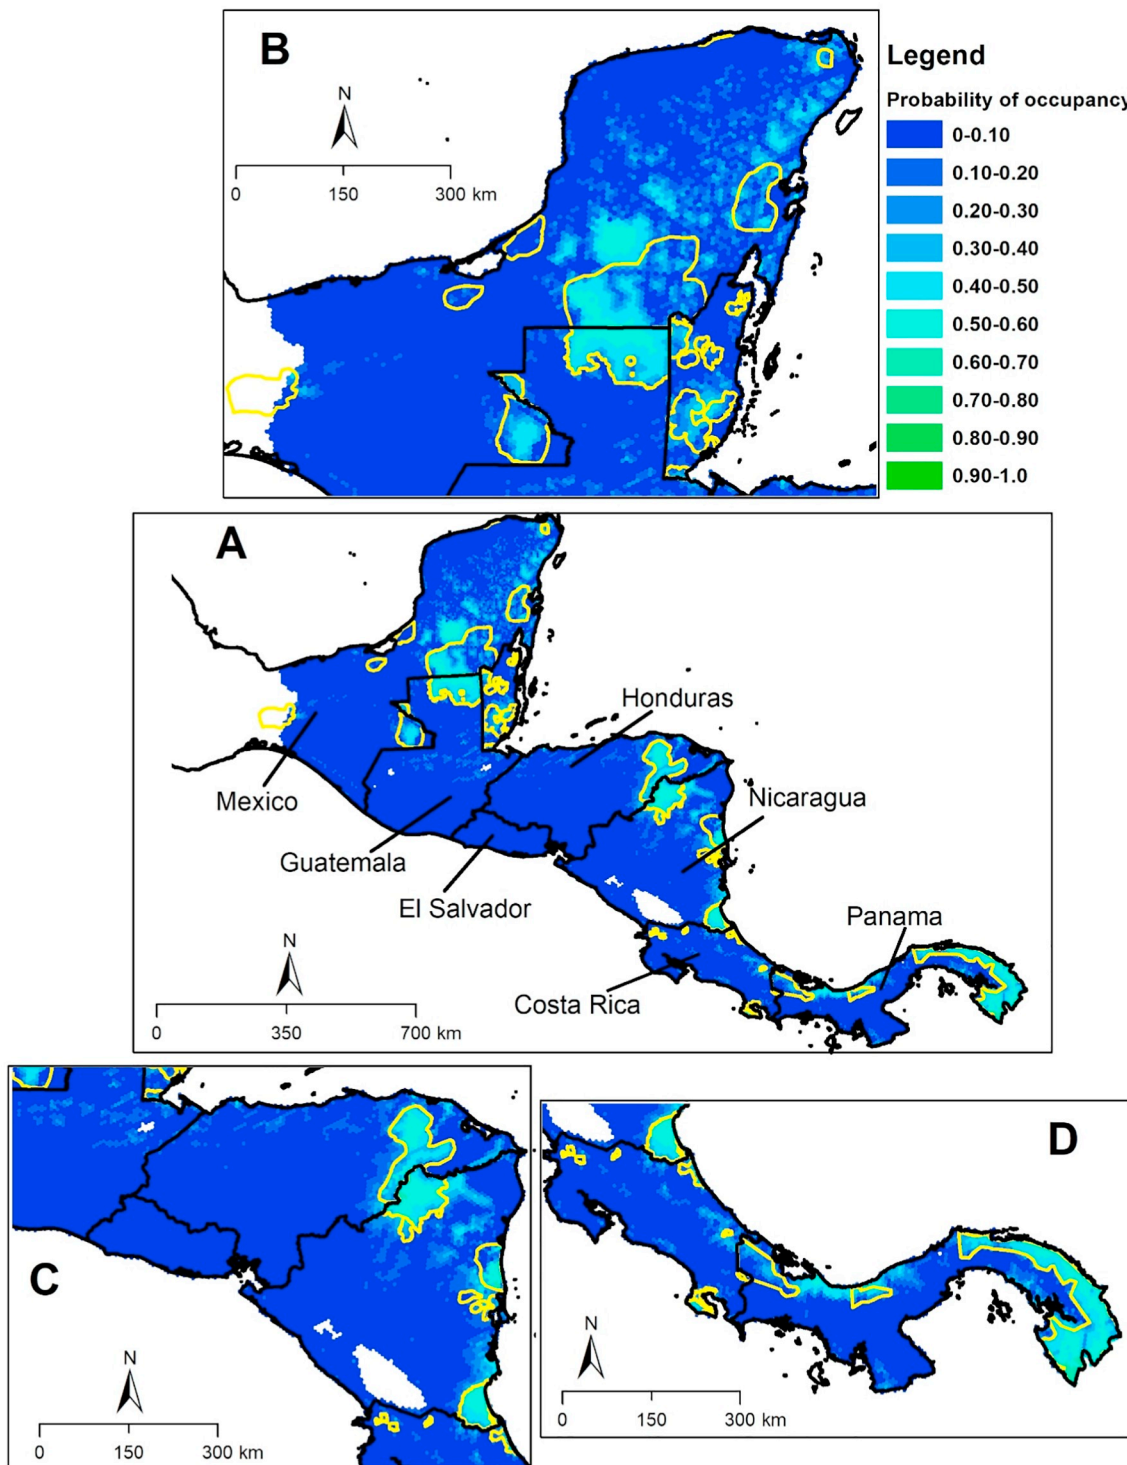 B
N
0 150 300 km
Legend
Probability of occupancy
0-0.10
0.10-0.20
0.20-0.30
0.30-0.40
0.40-0.50
0.50-0.60
0.60-0.70
0.70-0.80
0.80-0.90
0.90-1.0
A
Honduras
Mexico
Nicaragua
Guatemala
El Salvador
Panama
N
Costa Rica
0 350 700 km
C
N
0 150 300 km
D
N
0 150 300 km